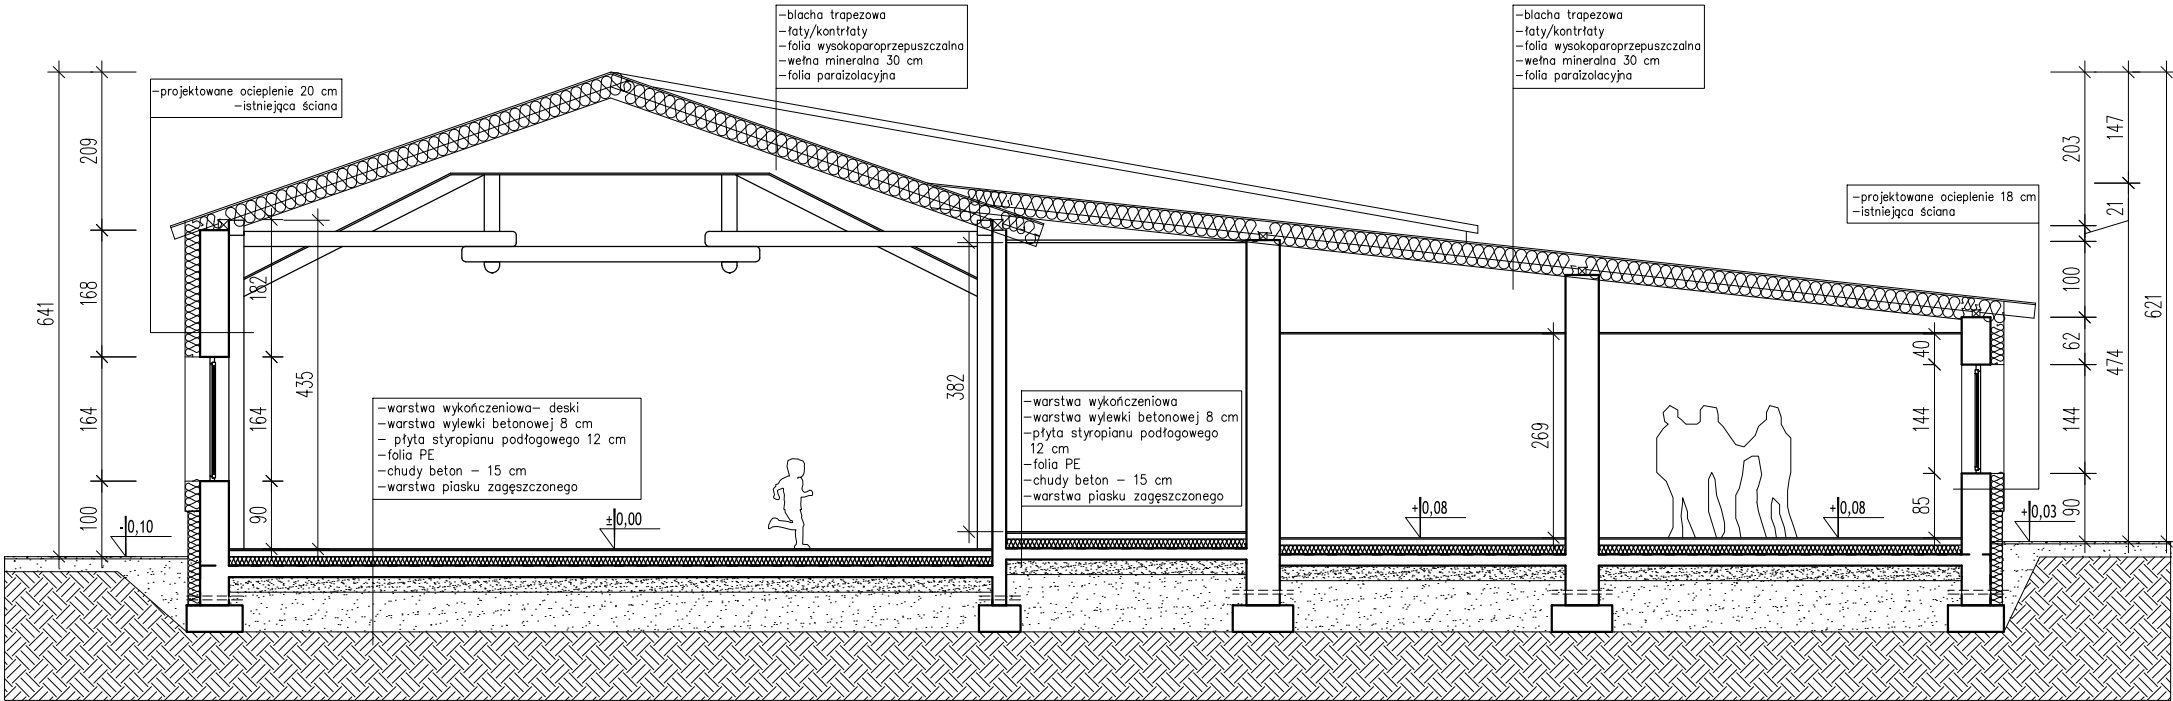 -blacha trapezowa
-łaty/kontrłaty
-folia wysokoparoprzepuszczalna
-wełna mineralna 30 cm
-folia paraizolacyjna
-blacha trapezowa
-łaty/kontrłaty
-folia wysokoparoprzepuszczalna
-wełna mineralna 30 cm
-folia paraizolacyjna
-projektowane ocieplenie 20 cm
-istniejąca ściana
-projektowane ocieplenie 18 cm
-istniejąca ściana
641
209
168
164
100
182
164
90
435
382
269
40
144
85
203
100
62
144
90
147
21
474
621
-warstwa wykończeniowa- deski
-warstwa wylewki betonowej 8 cm
- płyta styropianu podłogowego 12 cm
-folia PE
-chudy beton - 15 cm
-warstwa piasku zagęszczonego
-warstwa wykończeniowa
-warstwa wylewki betonowej 8 cm
-płyta styropianu podłogowego
12 cm
-folia PE
-chudy beton - 15 cm
-warstwa piasku zagęszczonego
-0,10
±0,00
+0,08
+0,08
+0,03